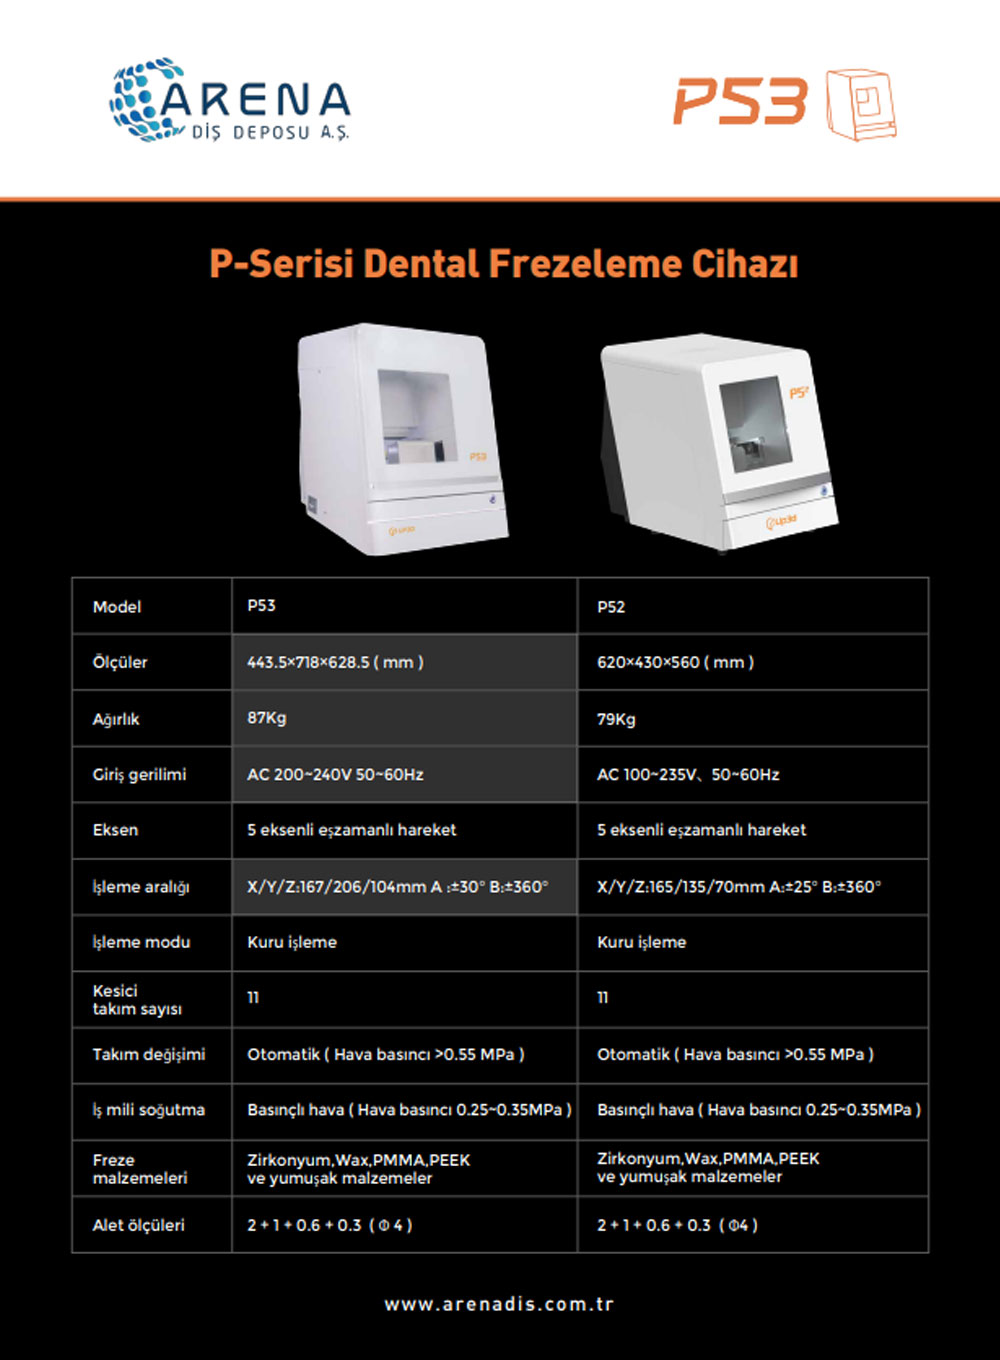 ARENA
DİŞ DEPOSU A.Ş.
P53
P-Serisi Dental Frezeleme Cihazı
P53
up3d
P52
up3d
Model P53 P52
Ölçüler 443.5×718×628.5 ( mm ) 620×430×560 ( mm )
Ağırlık 87Kg 79Kg
Giriş gerilimi AC 200~240V 50~60Hz AC 100~235V、50~60Hz
Eksen 5 eksenli eşzamanlı hareket 5 eksenli eşzamanlı hareket
İşleme aralığı X/Y/Z:167/206/104mm A :±30° B:±360° X/Y/Z:165/135/70mm A:±25° B:±360°
İşleme modu Kuru işleme Kuru işleme
Kesici
takım sayısı 11 11
Takım değişimi Otomatik ( Hava basıncı >0.55 MPa ) Otomatik ( Hava basıncı >0.55 MPa )
İş mili soğutma Basınçlı hava ( Hava basıncı 0.25~0.35MPa ) Basınçlı hava ( Hava basıncı 0.25~0.35MPa )
Freze Zirkonyum,Wax,PMMA,PEEK Zirkonyum,Wax,PMMA,PEEK
malzemeleri ve yumuşak malzemeler ve yumuşak malzemeler
Alet ölçüleri 2 + 1 + 0.6 + 0.3 ( Φ 4 ) 2 + 1 + 0.6 + 0.3 ( Φ4 )
www.arenadis.com.tr